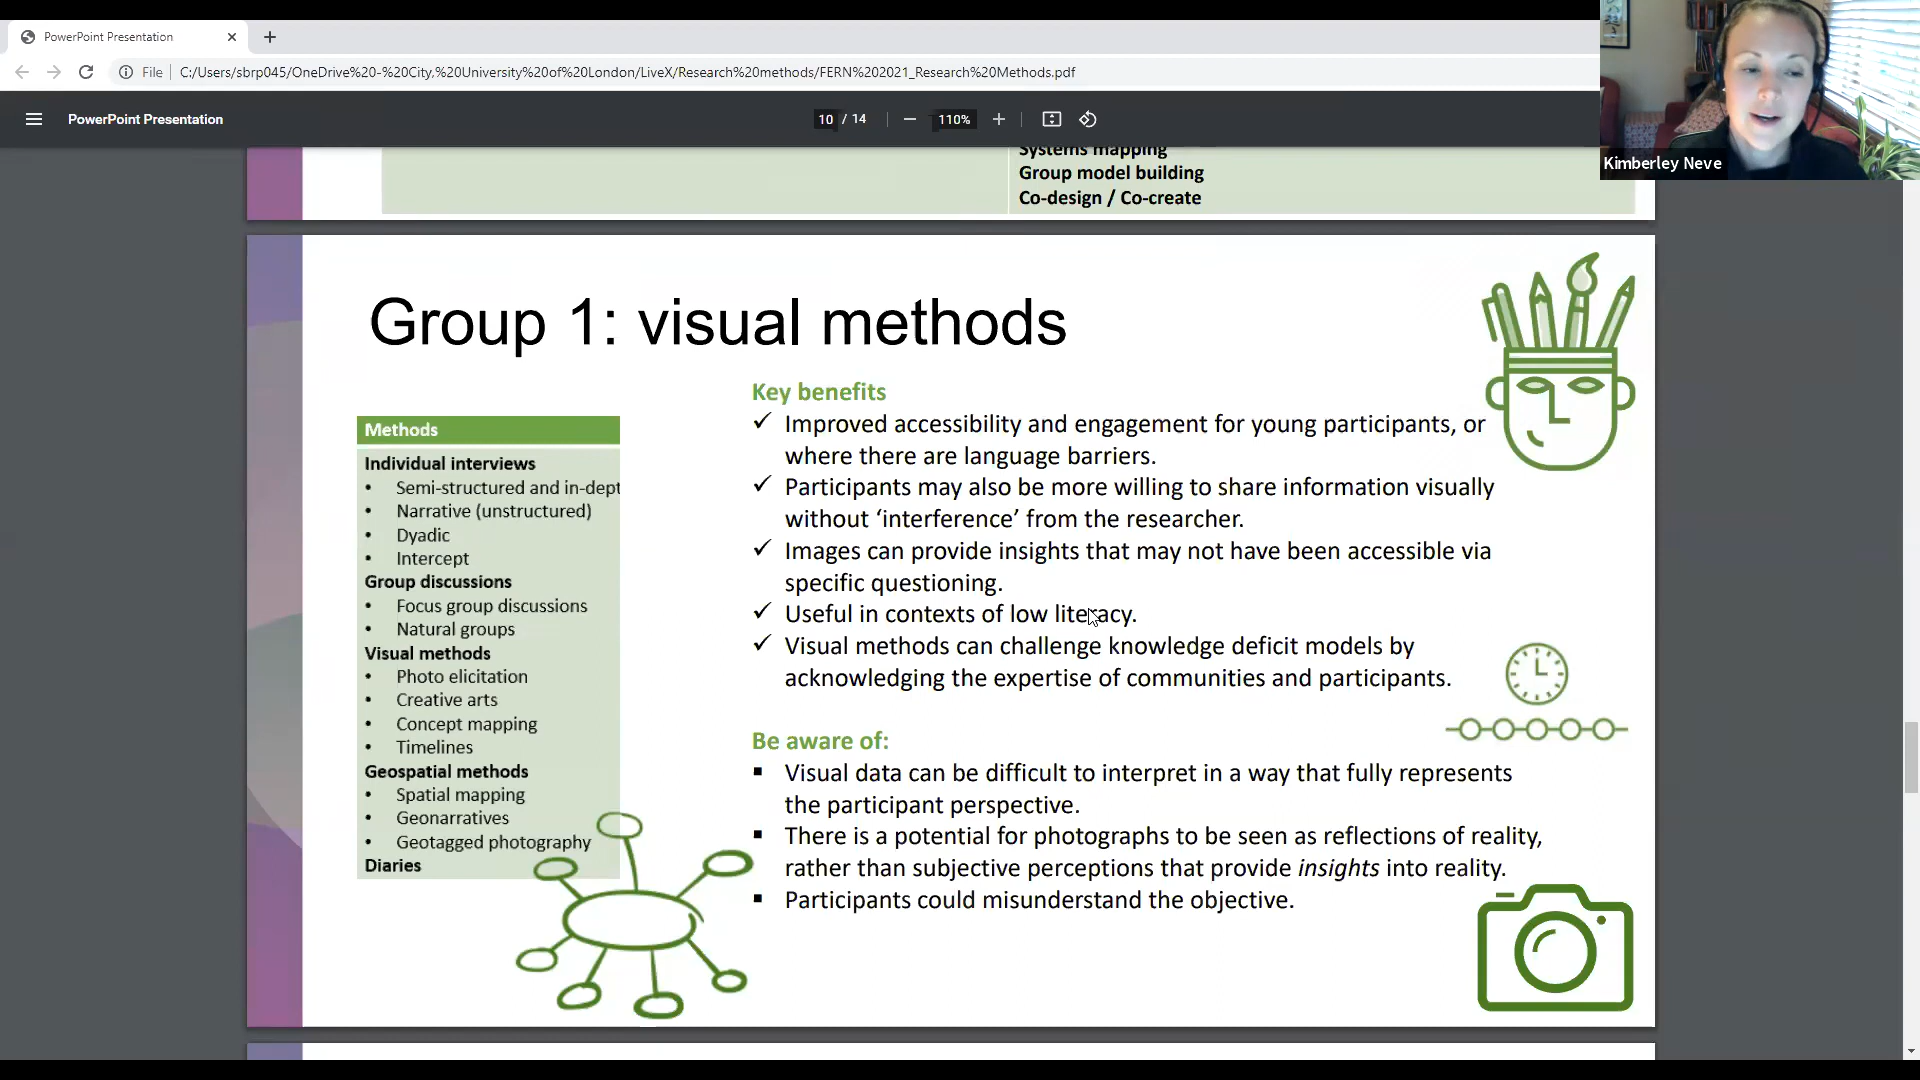 PowerPoint Presentation
File
C:/Users/sbrp045/OneDrive%20-%20City,%20University%20of%20London/LiveX/Research%20methods/FERN%202021_Research%20Methods.pdf
PowerPoint Presentation
10 / 14
110%
Kimberley Neve
Systems mapping
Group model building
Co-design / Co-create
Group 1: visual methods
Methods
Individual interviews
• Semi-structured and in-dept
• Narrative (unstructured)
• Dyadic
• Intercept
Group discussions
• Focus group discussions
• Natural groups
Visual methods
• Photo elicitation
• Creative arts
• Concept mapping
• Timelines
Geospatial methods
• Spatial mapping
• Geonarratives
• Geotagged photography
Diaries
Key benefits
✓ Improved accessibility and engagement for young participants, or
where there are language barriers.
✓ Participants may also be more willing to share information visually
without ‘interference’ from the researcher.
✓ Images can provide insights that may not have been accessible via
specific questioning.
✓ Useful in contexts of low literacy.
✓ Visual methods can challenge knowledge deficit models by
acknowledging the expertise of communities and participants.
Be aware of:
▪ Visual data can be difficult to interpret in a way that fully represents
the participant perspective.
▪ There is a potential for photographs to be seen as reflections of reality,
rather than subjective perceptions that provide insights into reality.
▪ Participants could misunderstand the objective.